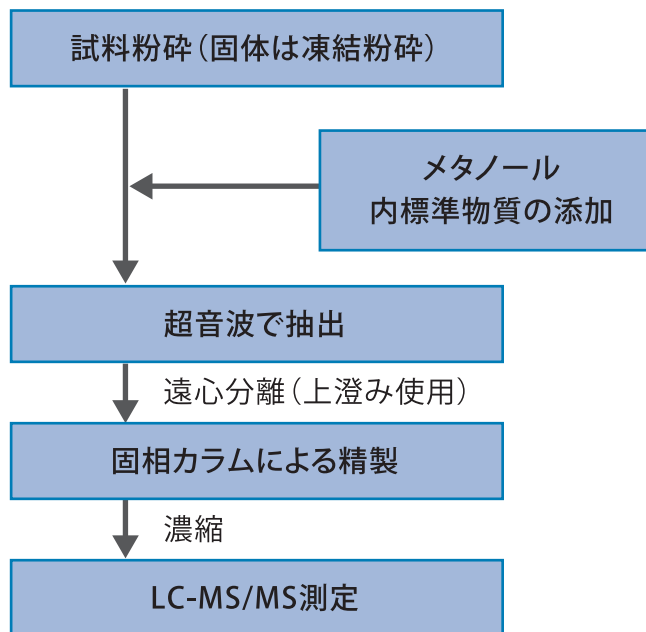 試料粉砕（固体は凍結粉砕）
メタノール
内標準物質の添加
超音波で抽出
遠心分離（上澄み使用）
固相カラムによる精製
濃縮
LC-MS/MS測定